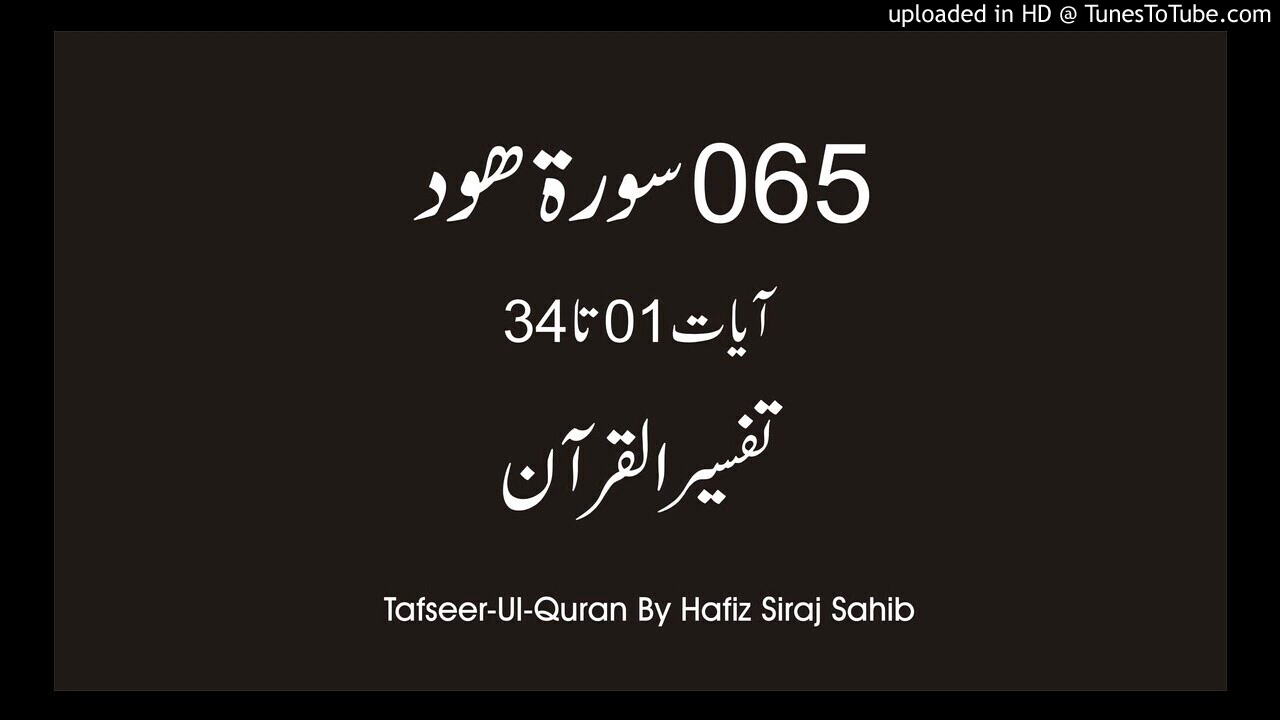 uploaded in HD @ TunesToTube.com
065 سورة ھود
آیات 01 تا 34
تفسیر القرآن
Tafseer-Ul-Quran By Hafiz Siraj Sahib